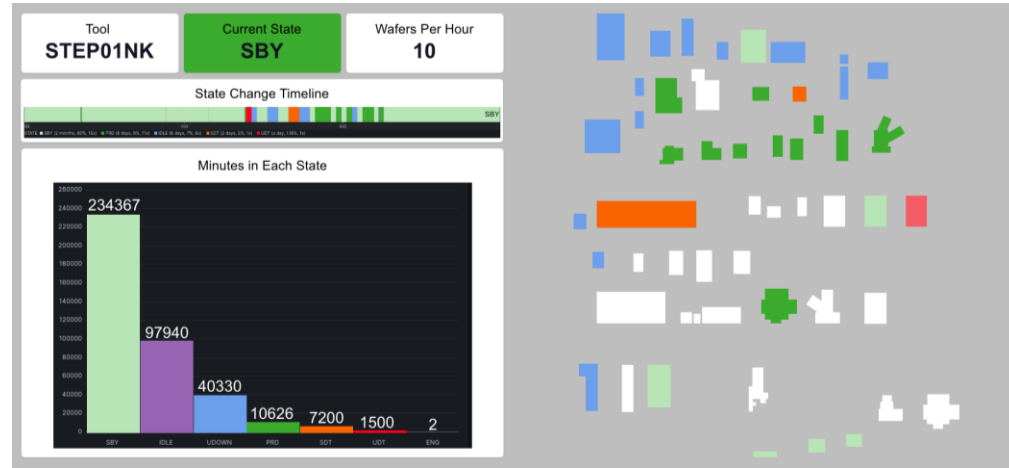 Tool
STEP01NK
Current State
SBY
Wafers Per Hour
10
State Change Timeline
SBY
Minutes in Each State
260000
240000
220000
200000
180000
160000
140000
120000
100000
80000
60000
40000
20000
0
234367
97940
40330
10626
7200
1500
2
SBY
IDLE
UDOWN
PRD
SDT
UDT
ENG